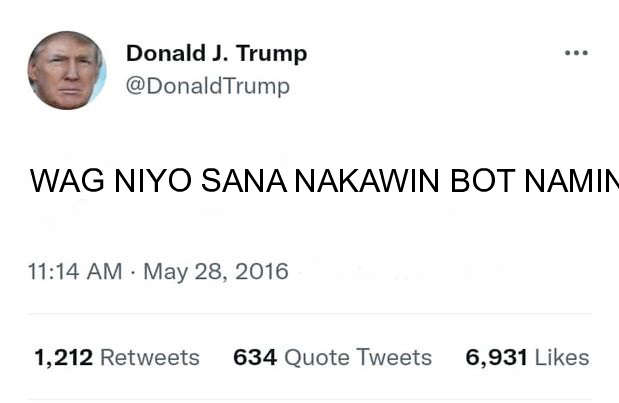 Donald J. Trump
@DonaldTrump
WAG NIYO SANA NAKAWIN BOT NAMIN
11:14 AM · May 28, 2016
1,212 Retweets 634 Quote Tweets 6,931 Likes